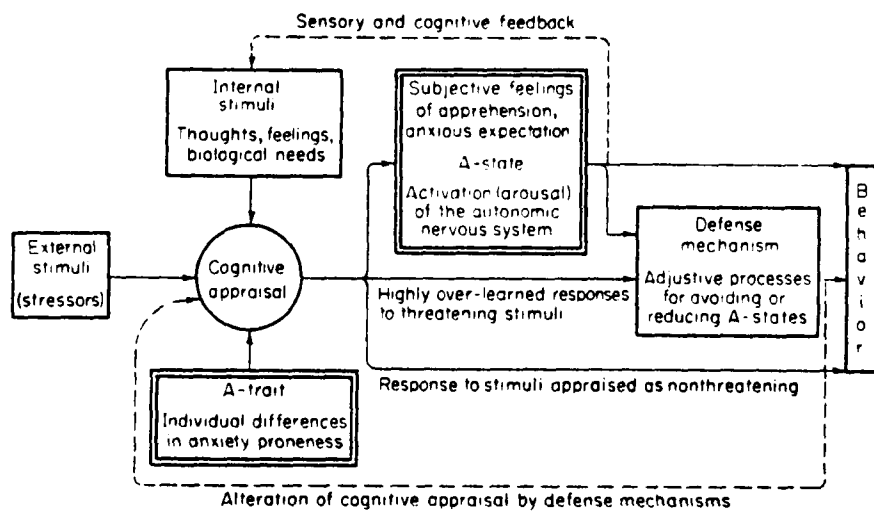 Sensory and cognitive feedback
Internal
stimuli
Thoughts, feelings,
biological needs
Subjective feelings
of apprehension,
anxious expectation
A-state
Activation (arousal)
of the autonomic
nervous system
External
stimuli
(stressors)
Cognitive
appraisal
Defense
mechanism
Adjustive processes
for avoiding or
reducing A-states
Behavior
Highly over-learned responses
to threatening stimuli
Response to stimuli appraised as nonthreatening
A-trait
Individual differences
in anxiety proneness
Alteration of cognitive appraisal by defense mechanisms